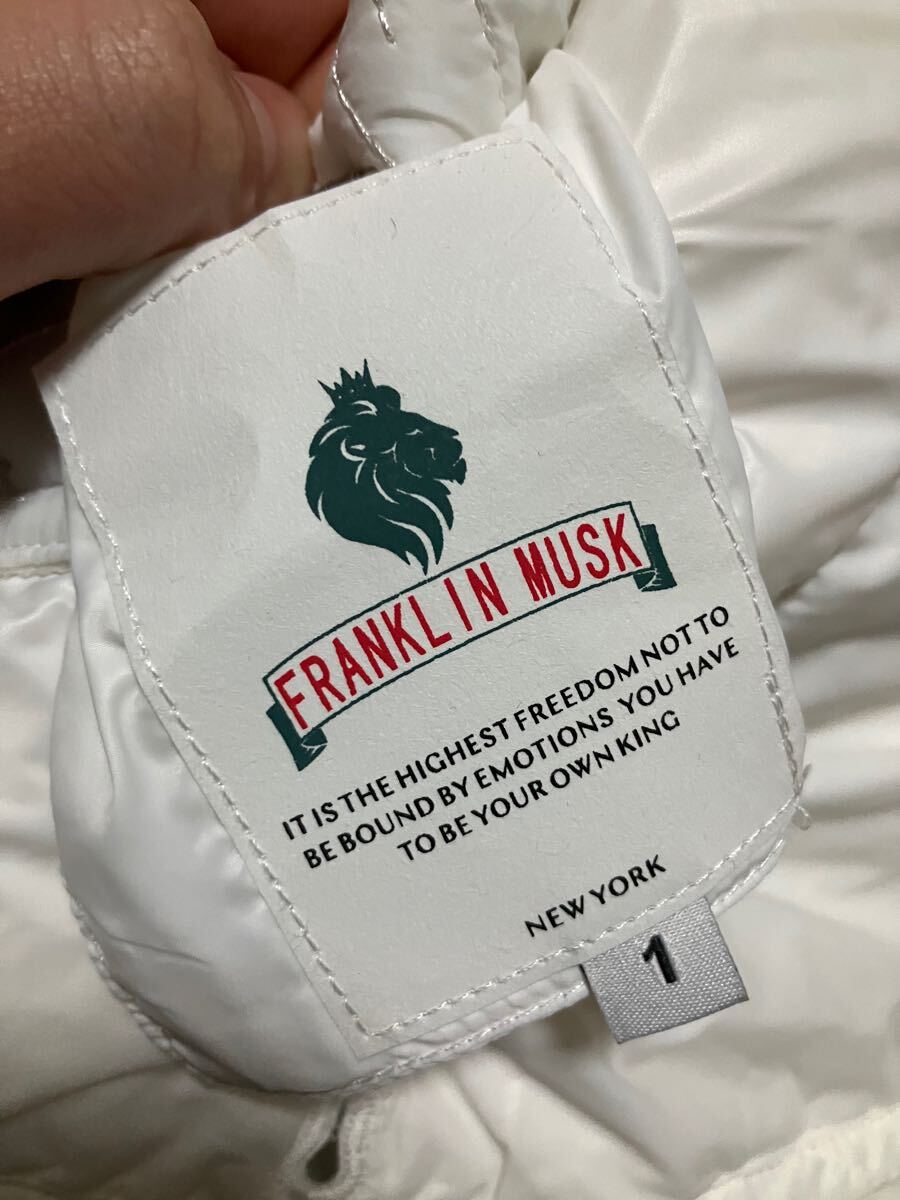 FRANKLIN MUSK
IT IS THE HIGHEST FREEDOM NOT TO
BE BOUND BY EMOTIONS YOU HAVE
TO BE YOUR OWN KING
NEW YORK
1